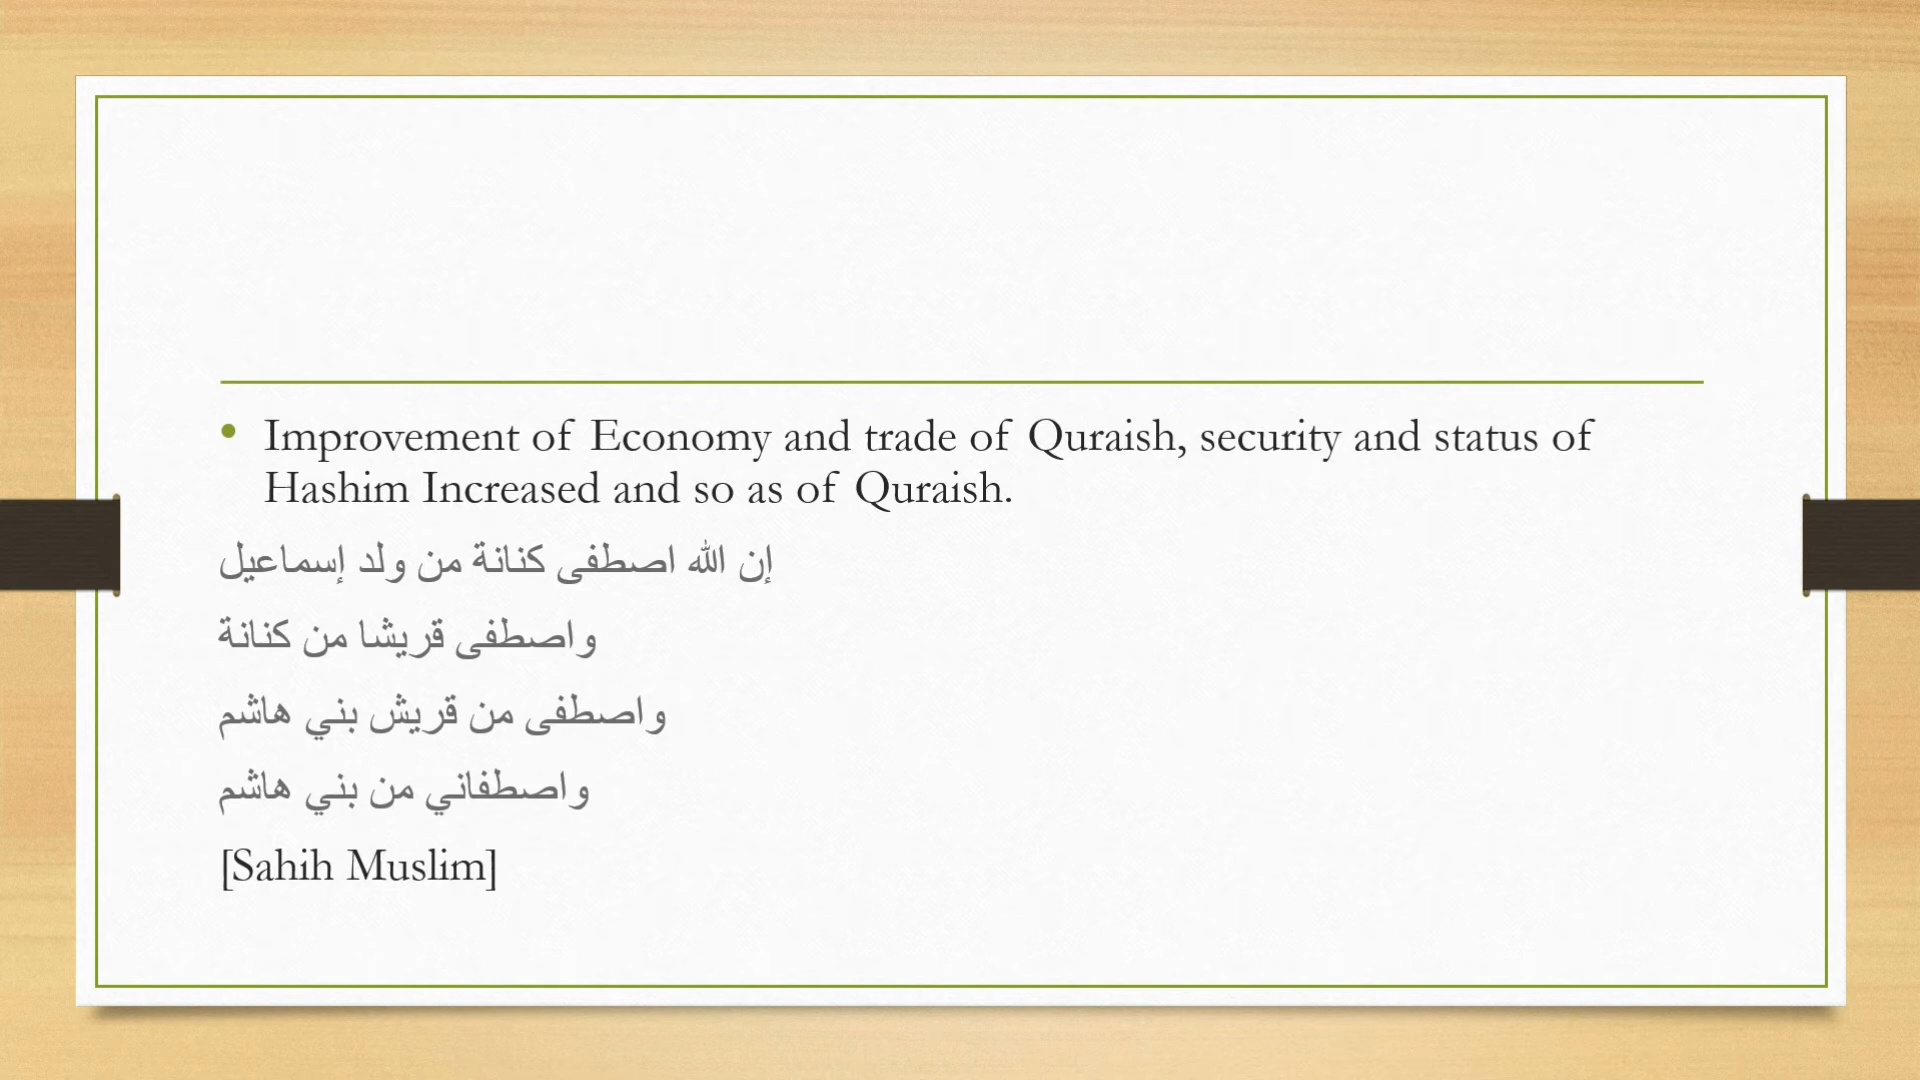 • Improvement of Economy and trade of Quraish, security and status of
Hashim Increased and so as of Quraish.
إن الله اصطفى كنانة من ولد إسماعيل
واصطفى قريشا من كنانة
واصطفى من قريش بني هاشم
واصطفاني من بني هاشم
[Sahih Muslim]